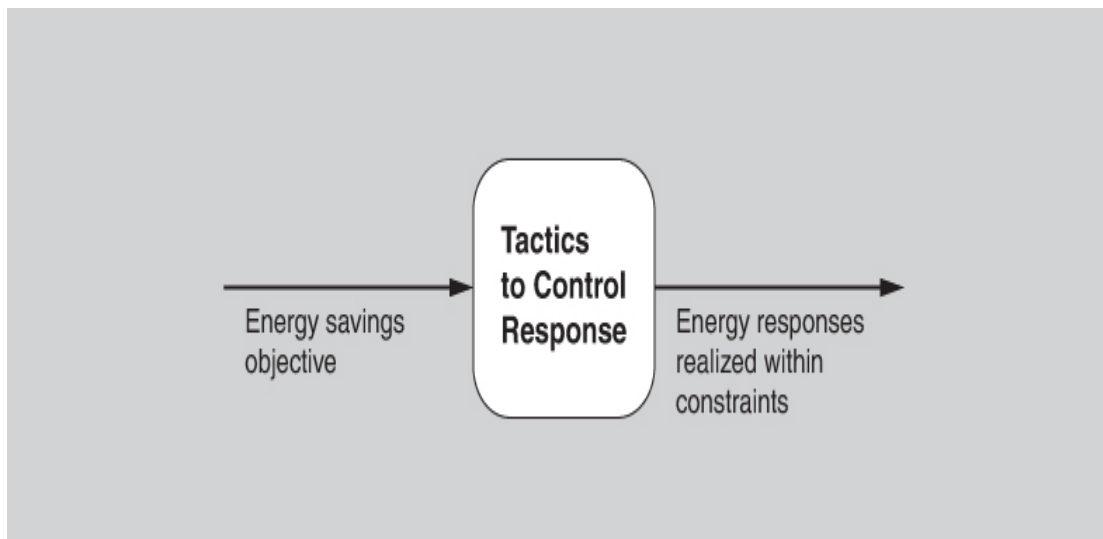 Energy savings
objective
Tactics
to Control
Response
Energy responses
realized within
constraints